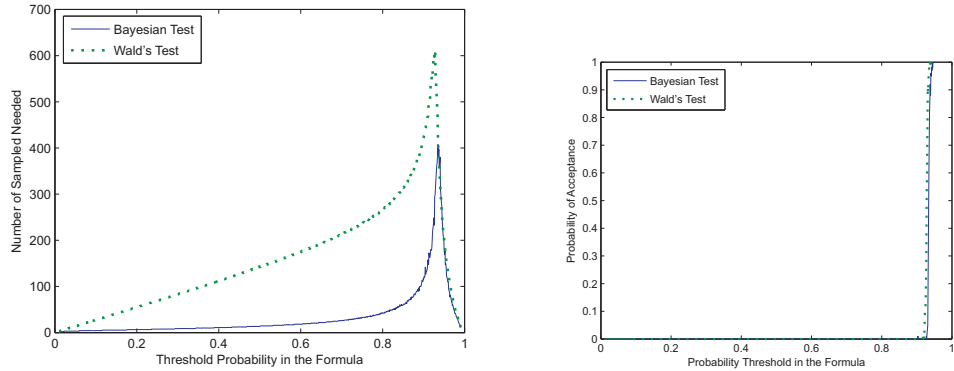 700
600
500
400
300
200
100
0
Number of Sampled Needed
Bayesian Test
Wald's Test
0 0.2 0.4 0.6 0.8 1
Threshold Probability in the Formula
1
0.9
0.8
0.7
0.6
0.5
0.4
0.3
0.2
0.1
0
Probability of Acceptance
Bayesian Test
Wald's Test
0 0.2 0.4 0.6 0.8 1
Probability Threshold in the Formula